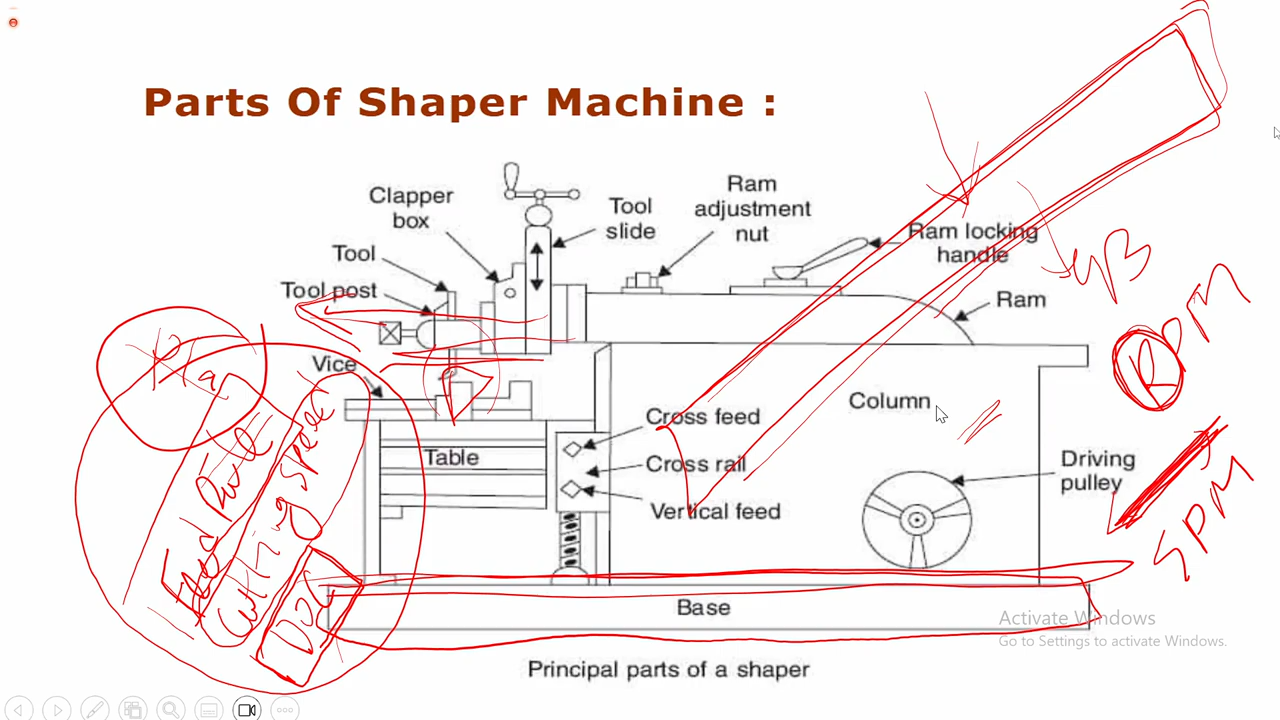 Parts Of Shaper Machine :
Clapper
box
Tool
slide
Ram
adjustment
nut
Ram locking
handle
Tool
Tool post
Ram
Vice
Cross feed
Column
Table
Cross rail
Driving
pulley
Vertical feed
Base
Principal parts of a shaper
Feed Rate
Cutting speed
DOC
RPM
SPM
Activate Windows
Go to Settings to activate Windows.